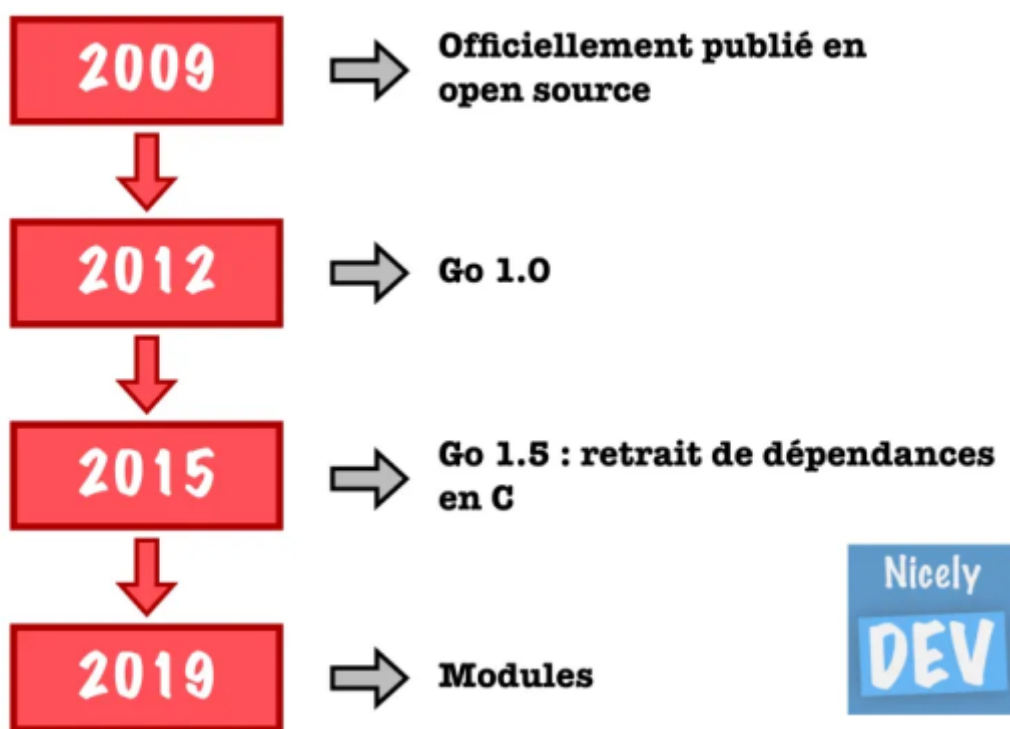 2009
Officiellement publié en
open source
2012
Go 1.0
2015
Go 1.5 : retrait de dépendances
en C
2019
Modules
Nicely
DEV